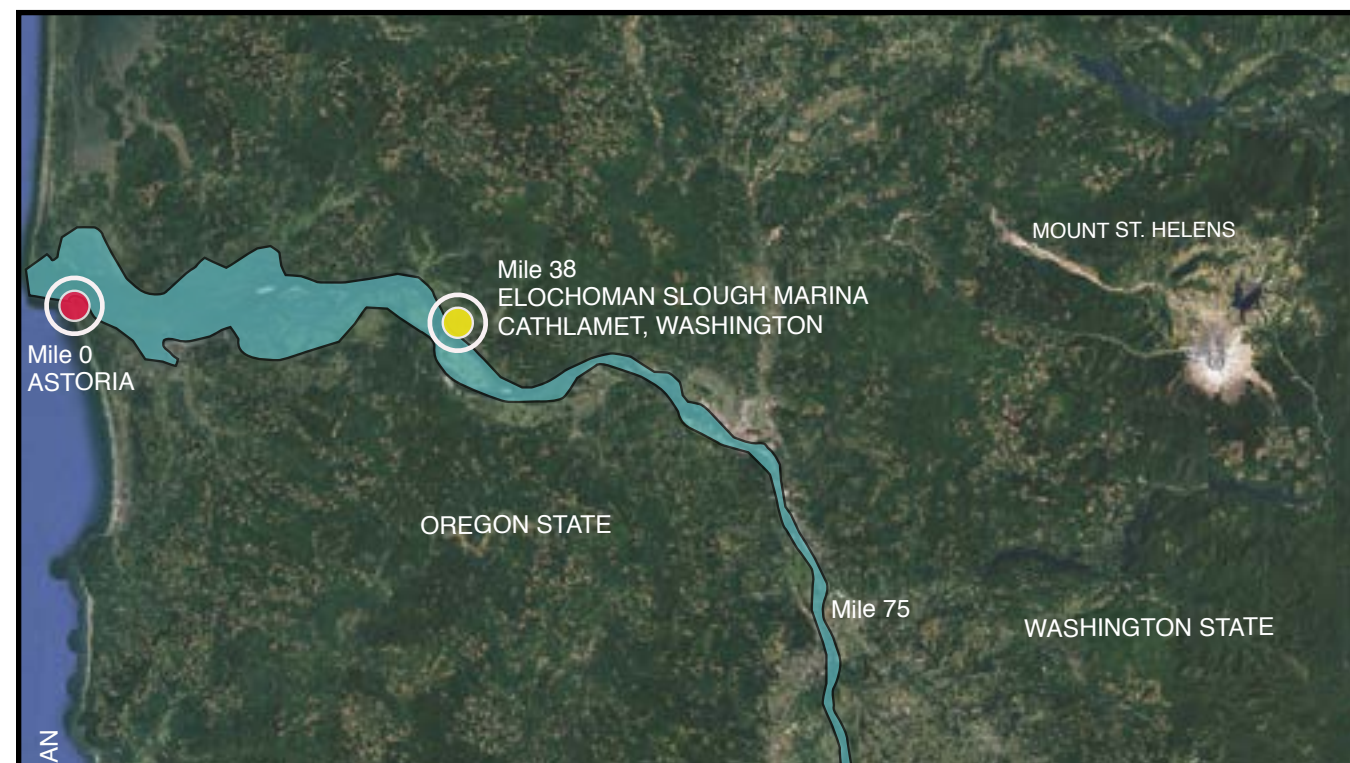 MOUNT ST. HELENS
Mile 38
ELOCHOMAN SLOUGH MARINA
CATHLAMET, WASHINGTON
Mile 0
ASTORIA
OREGON STATE
Mile 75
WASHINGTON STATE
AN